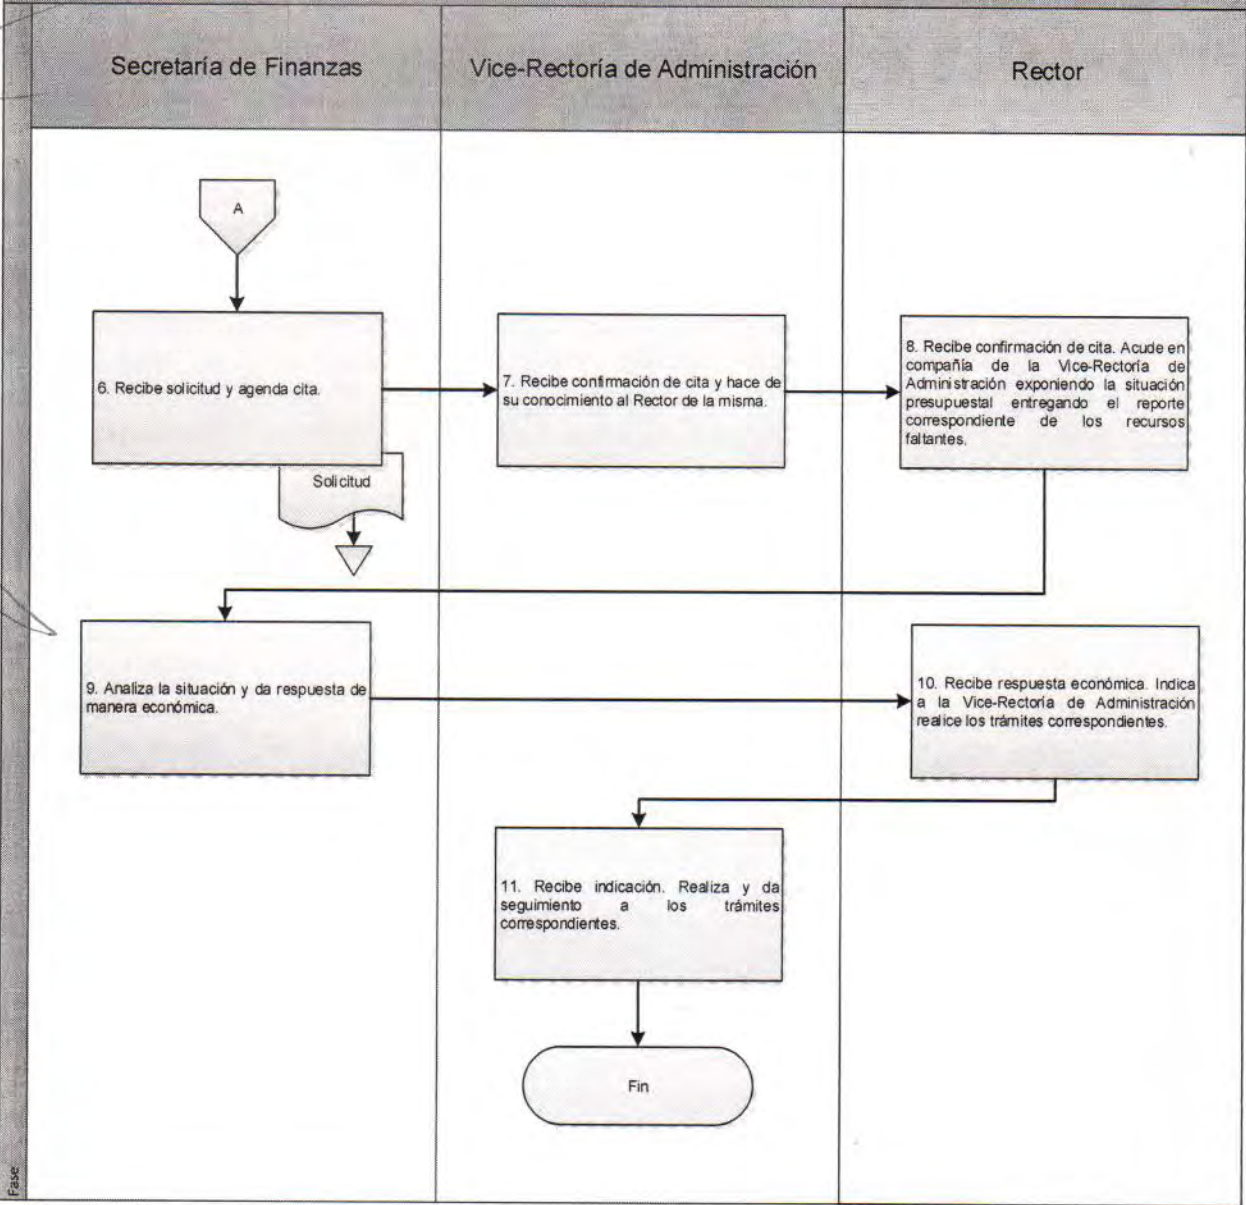 Secretaría de Finanzas
Vice-Rectoría de Administración
Rector
A
6. Recibe solicitud y agenda cita.
Solicitud
7. Recibe confirmación de cita y hace de
su conocimiento al Rector de la misma.
8. Recibe confirmación de cita. Acude en
compañía de la Vice-Rectoría de
Administración exponiendo la situación
presupuestal entregando el reporte
correspondiente de los recursos
faltantes.
9. Analiza la situación y da respuesta de
manera económica.
10. Recibe respuesta económica. Indica
a la Vice-Rectoría de Administración
realice los trámites correspondientes.
11. Recibe indicación. Realiza y da
seguimiento a los trámites
correspondientes.
Fin
Fase